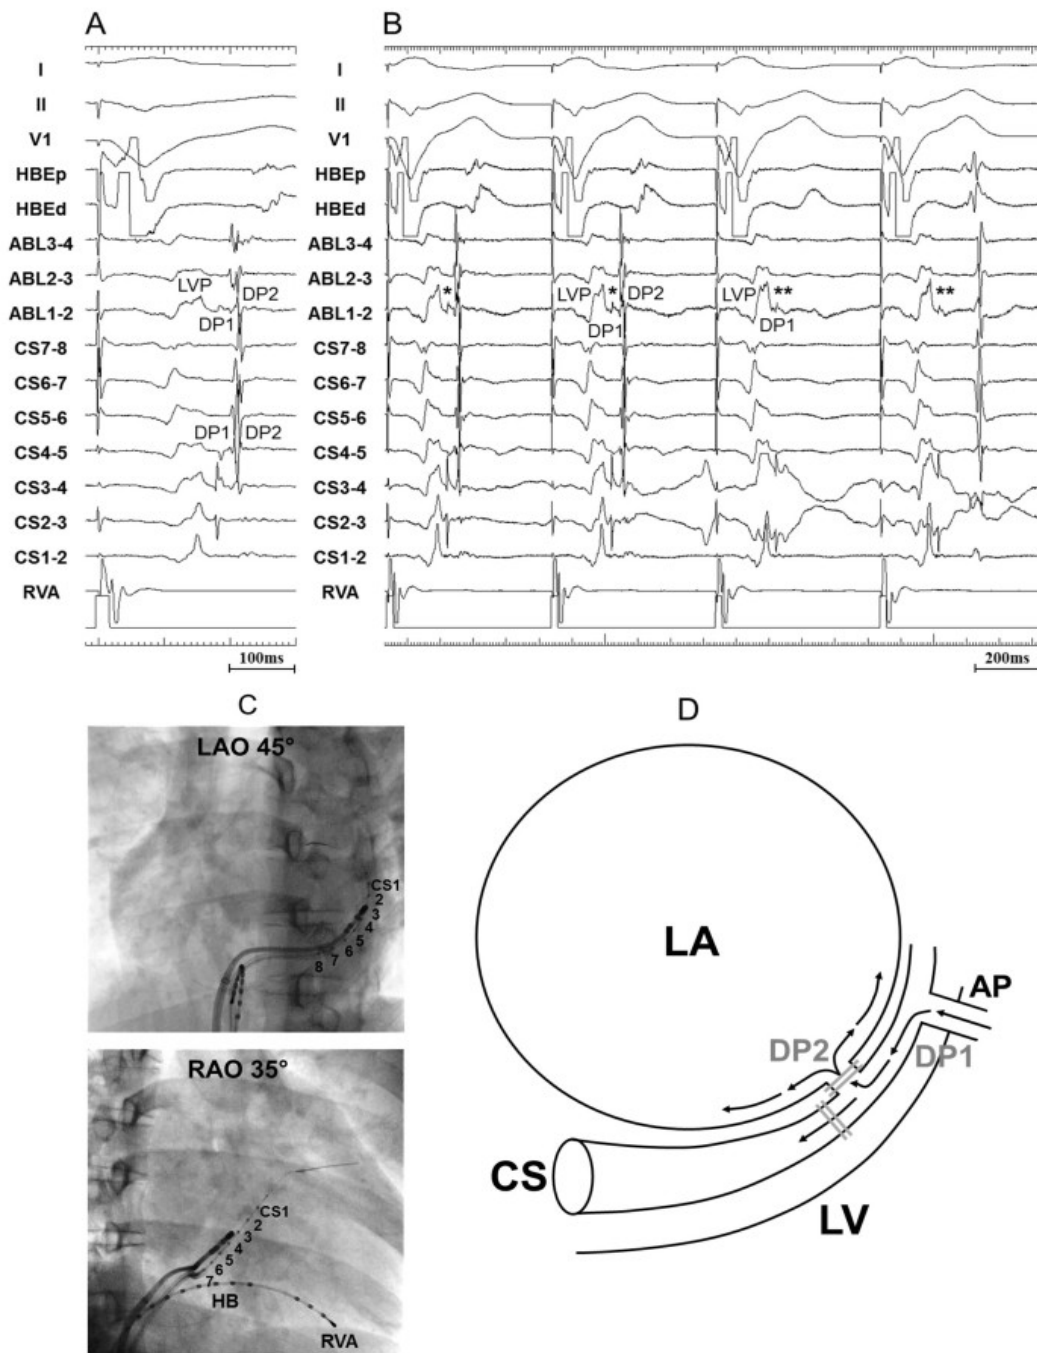 A
B
I
II
V1
HBEp
HBEd
ABL3-4
ABL2-3
ABL1-2
CS7-8
CS6-7
CS5-6
CS4-5
CS3-4
CS2-3
CS1-2
RVA
LVP
DP2
DP1
DP1 DP2
100ms
I
II
V1
HBEp
HBEd
ABL3-4
ABL2-3
ABL1-2
CS7-8
CS6-7
CS5-6
CS4-5
CS3-4
CS2-3
CS1-2
RVA
*
LVP * DP2
DP1
LVP **
DP1
**
200ms
C
LAO 45°
CS1
2
3
4
5
6
7
8
RAO 35°
CS1
2
3
4
5
6
7
HB
RVA
D
LA
AP
DP2
DP1
CS
LV